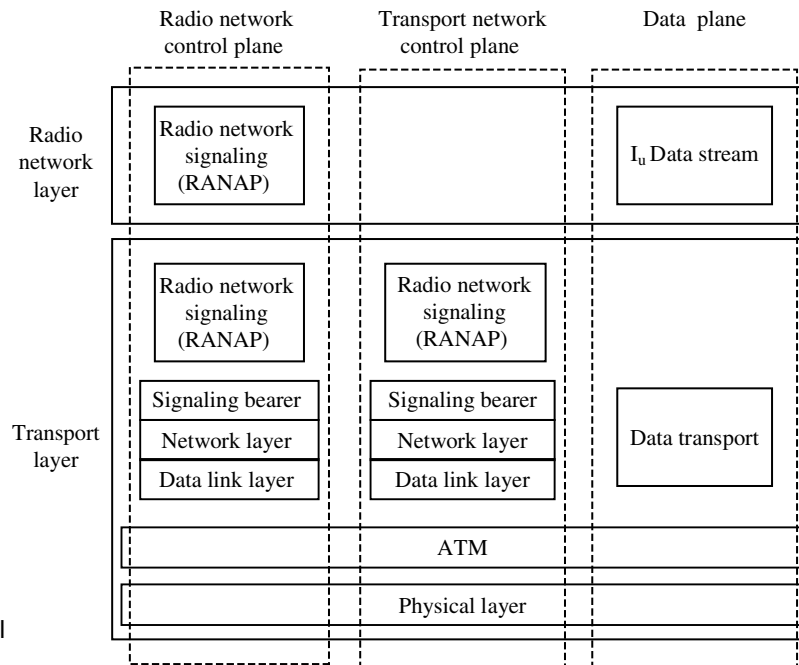 Radio network
control plane
Transport network
control plane
Data plane
Radio
network
layer
Radio network
signaling
(RANAP)
Iu Data stream
Transport
layer
Radio network
signaling
(RANAP)
Radio network
signaling
(RANAP)
Signaling bearer
Network layer
Data link layer
Signaling bearer
Network layer
Data link layer
Data transport
ATM
Physical layer
l